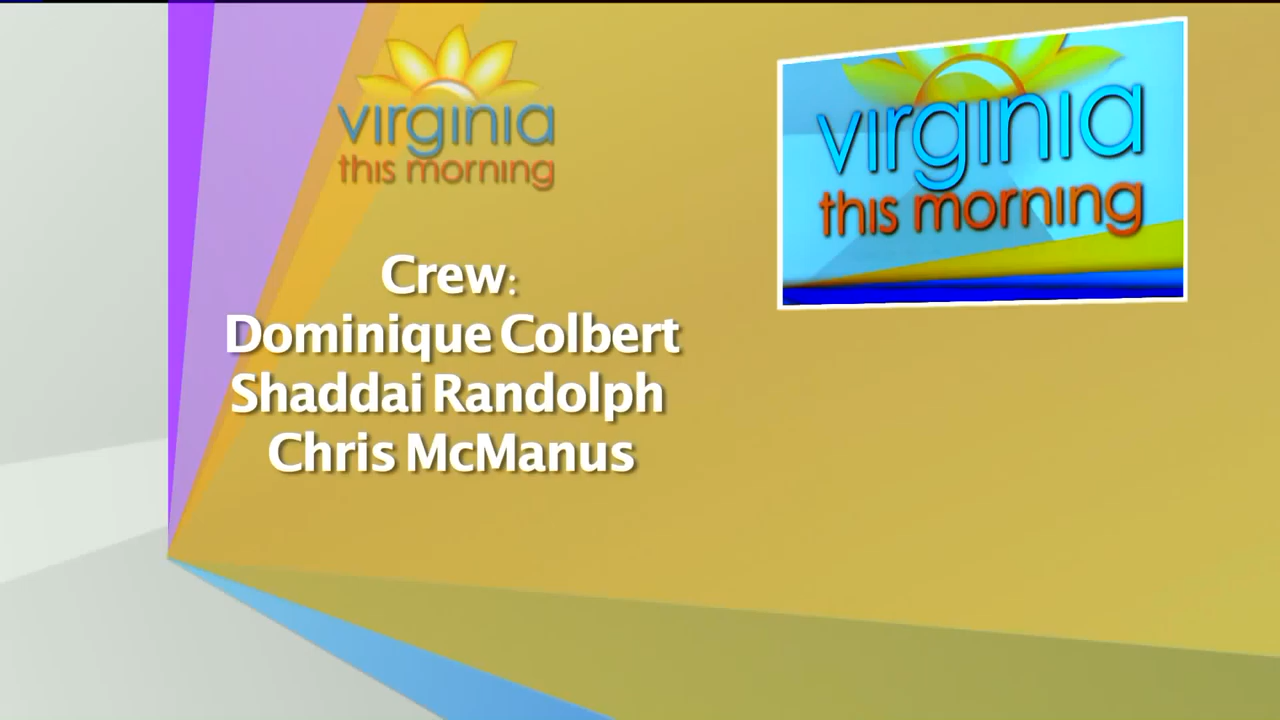 virginia
this morning
Crew:
Dominique Colbert
Shaddai Randolph
Chris McManus
virginia
this morning